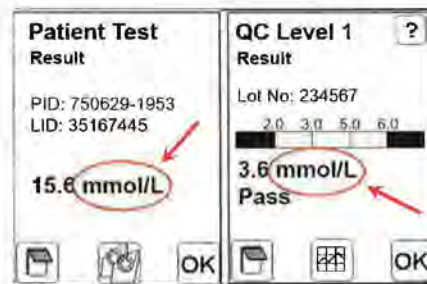 Patient Test
Result
PID: 750629-1953
LID: 35167445
15.6 mmol/L
OK
QC Level 1
?
Result
Lot No: 234567
2.0 3.0 5.0 6.0
3.6 mmol/L
Pass
OK